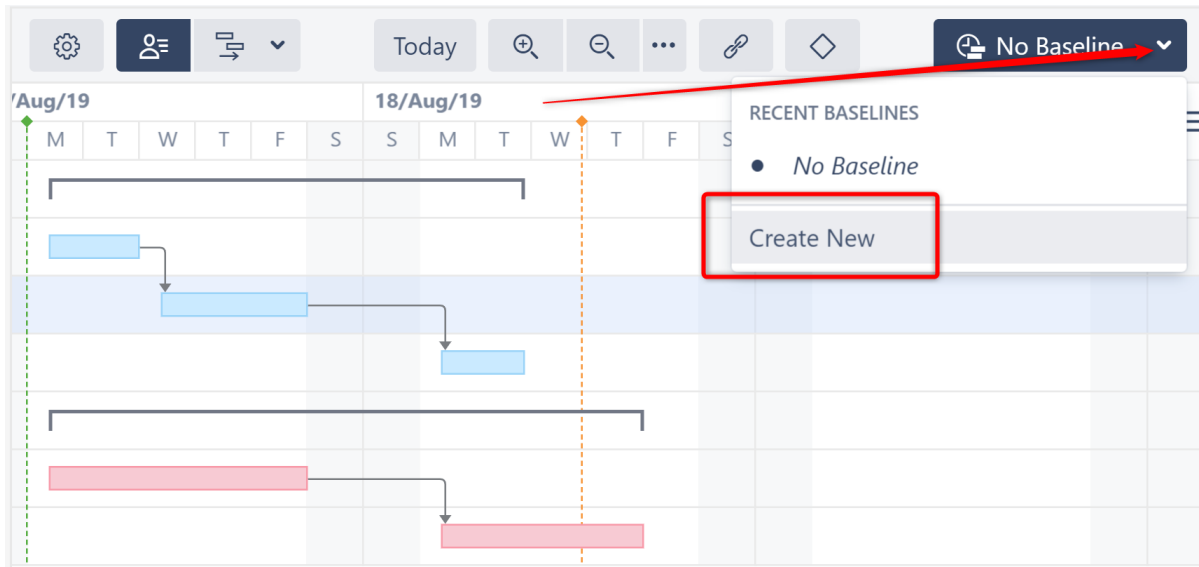 Today
No Baseline
/Aug/19
18/Aug/19
RECENT BASELINES
M T W T F S S M T W T F S
No Baseline
Create New